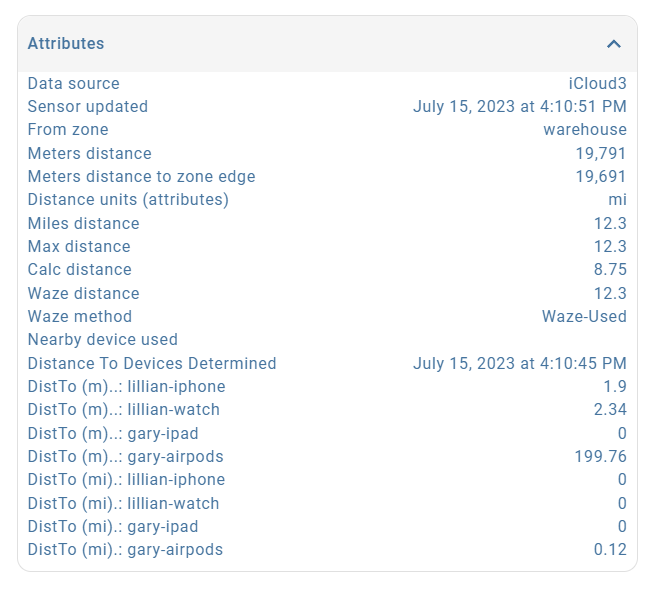 Attributes
Data source iCloud3
Sensor updated July 15, 2023 at 4:10:51 PM
From zone warehouse
Meters distance 19,791
Meters distance to zone edge 19,691
Distance units (attributes) mi
Miles distance 12.3
Max distance 12.3
Calc distance 8.75
Waze distance 12.3
Waze method Waze-Used
Nearby device used
Distance To Devices Determined July 15, 2023 at 4:10:45 PM
DistTo (m)..: lillian-iphone 1.9
DistTo (m)..: lillian-watch 2.34
DistTo (m)..: gary-ipad 0
DistTo (m)..: gary-airpods 199.76
DistTo (mi).: lillian-iphone 0
DistTo (mi).: lillian-watch 0
DistTo (mi).: gary-ipad 0
DistTo (mi).: gary-airpods 0.12